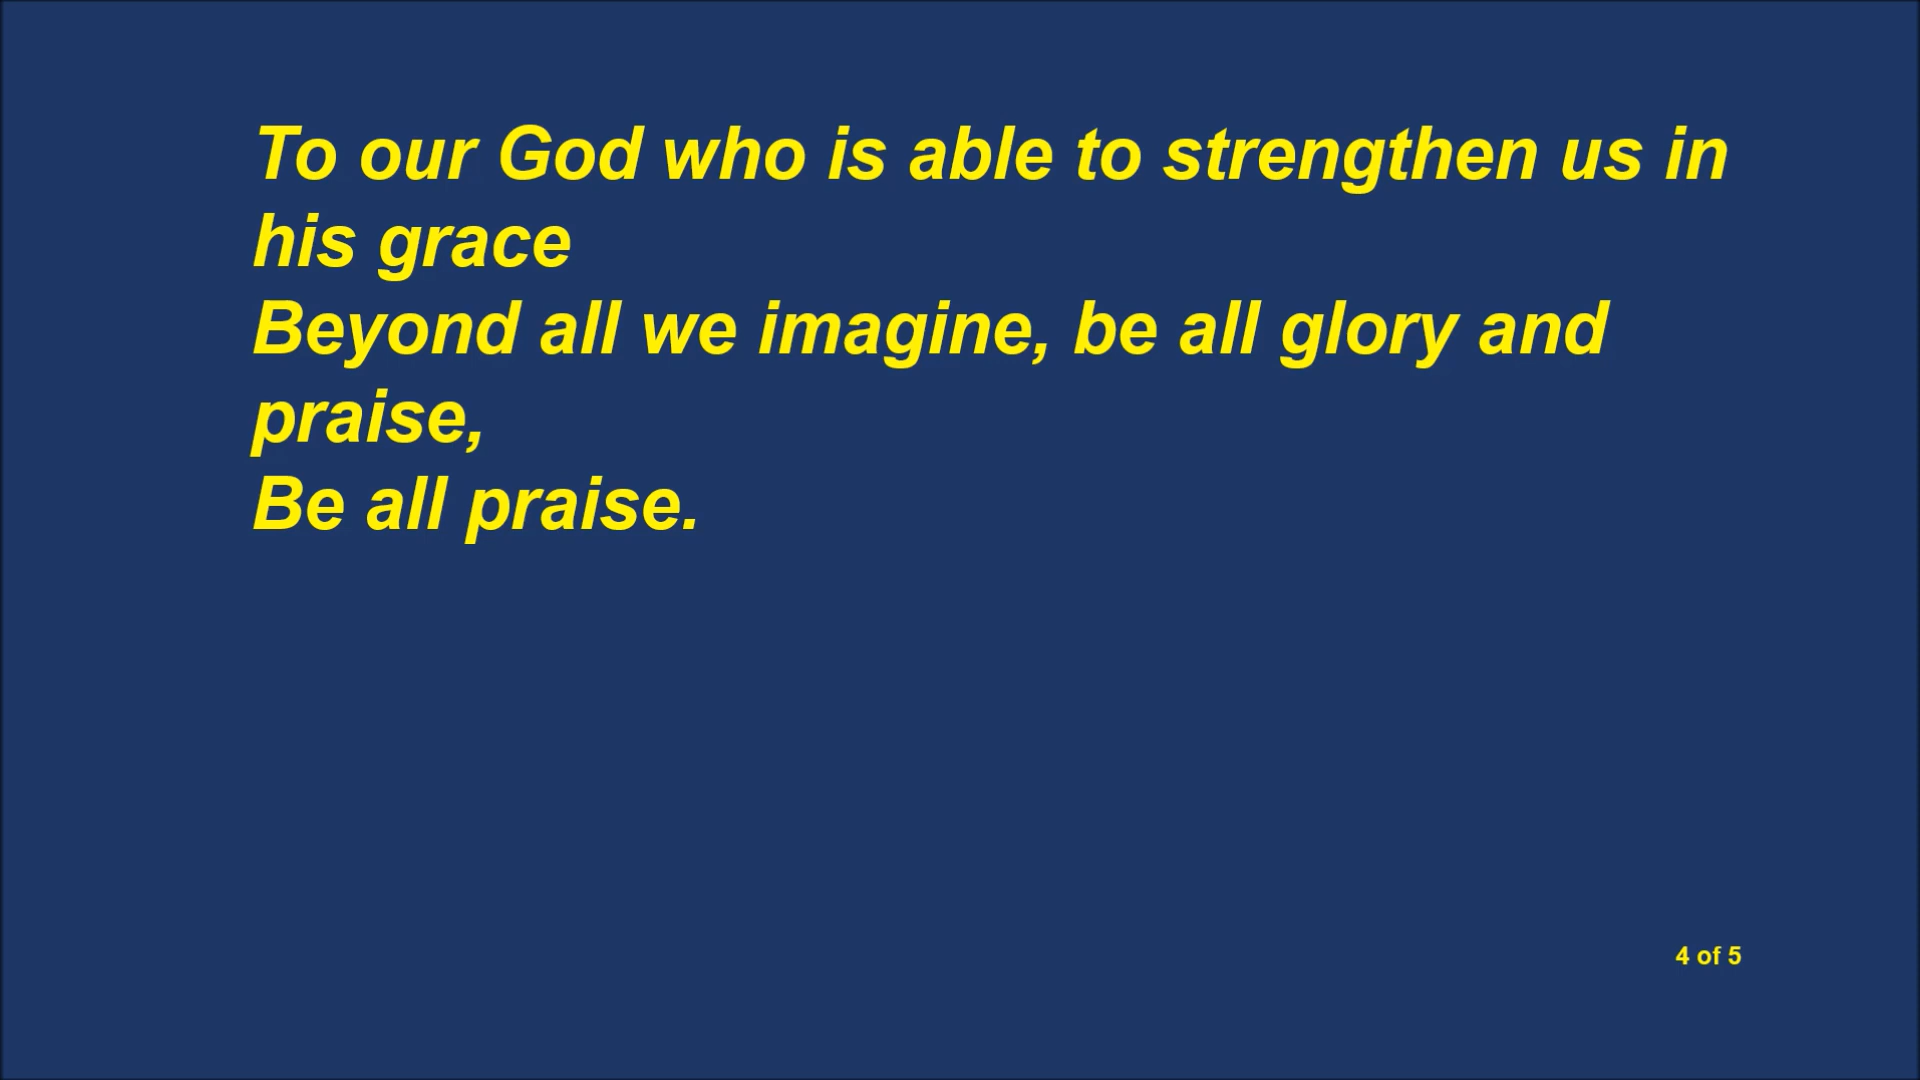 To our God who is able to strengthen us in
his grace
Beyond all we imagine, be all glory and
praise,
Be all praise.
4 of 5